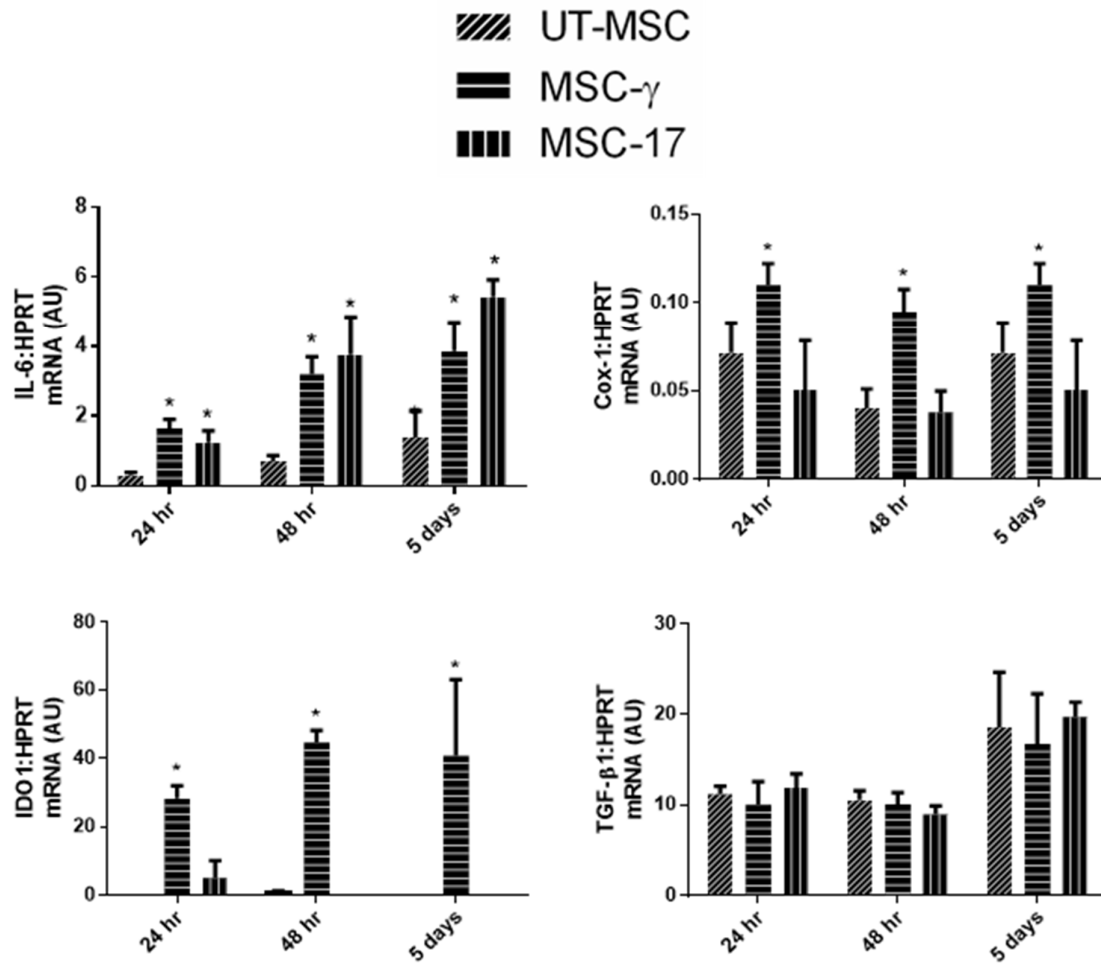 UT-MSC
MSC-γ
MSC-17
IL-6:HPRT
mRNA (AU)
8
6
4
2
0
* * * * * *
24 hr 48 hr 5 days
Cox-1:HPRT
mRNA (AU)
0.15
0.10
0.05
0.00
* * *
24 hr 48 hr 5 days
IDO1:HPRT
mRNA (AU)
80
60
40
20
0
* * *
24 hr 48 hr 5 days
TGF-β1:HPRT
mRNA (AU)
30
20
10
0
24 hr 48 hr 5 days